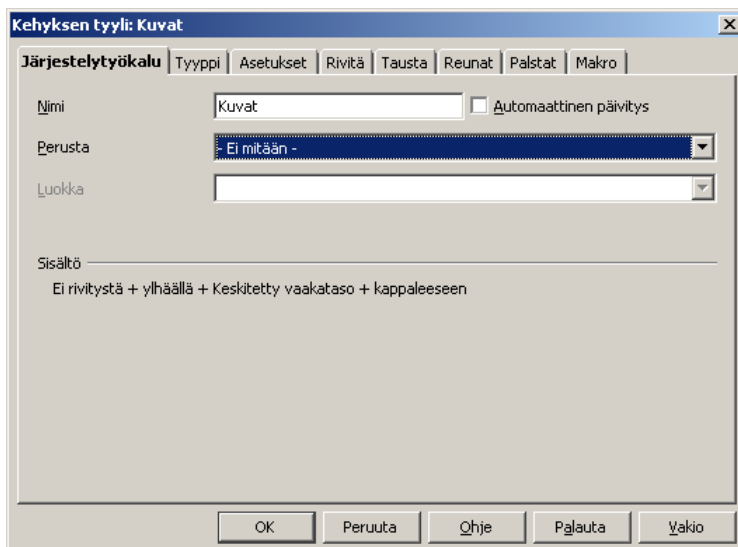 Kehyksen tyyli: Kuvat
Järjestelytyökalu Tyyppi Asetukset Rivitä Tausta Reunat Palstat Makro
Nimi Kuvat Automaattinen päivitys
Perusta - Ei mitään -
Luokka
Sisältö
Ei rivitystä + ylhäällä + Keskitetty vaakataso + kappaleeseen
OK Peruuta Ohje Palauta Vakio